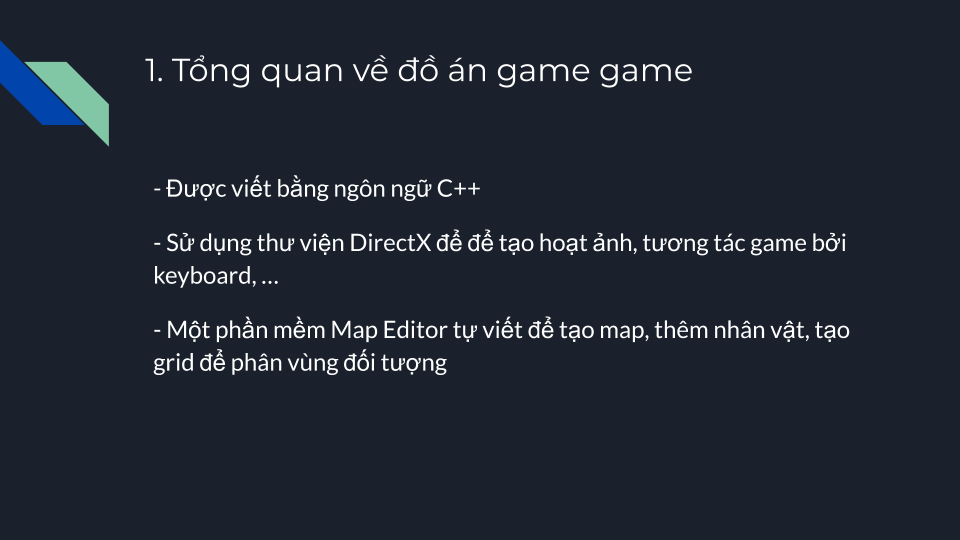 1. Tổng quan về đồ án game game
- Được viết bằng ngôn ngữ C++
- Sử dụng thư viện DirectX để để tạo hoạt ảnh, tương tác game bởi
keyboard, ...
- Một phần mềm Map Editor tự viết để tạo map, thêm nhân vật, tạo
grid để phân vùng đối tượng